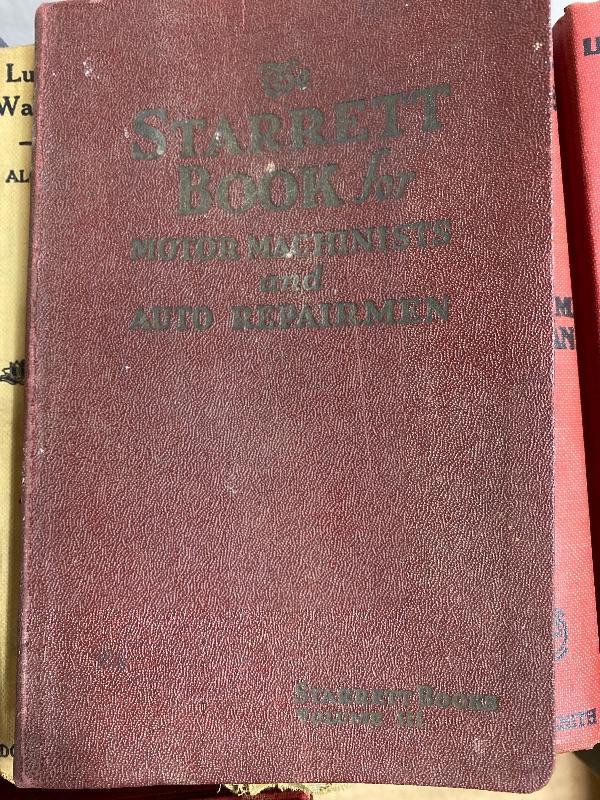 The
STARRETT
BOOK for
MOTOR MACHINISTS
and
AUTO REPAIRMEN
STARRETT BOOKS
VOLUME III